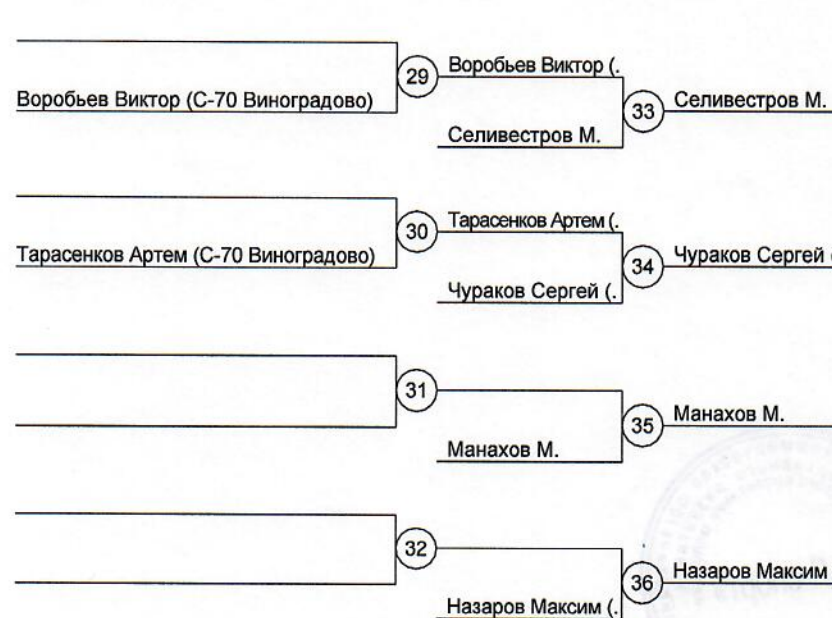 29
Воробьев Виктор (.
Воробьев Виктор (С-70 Виноградово)
33
Селивестров М.
Селивестров М.
30
Тарасенков Артем (.
Тарасенков Артем (С-70 Виноградово)
34
Чураков Сергей (
Чураков Сергей (.
31
35
Манахов М.
Манахов М.
32
36
Назаров Максим
Назаров Максим (.